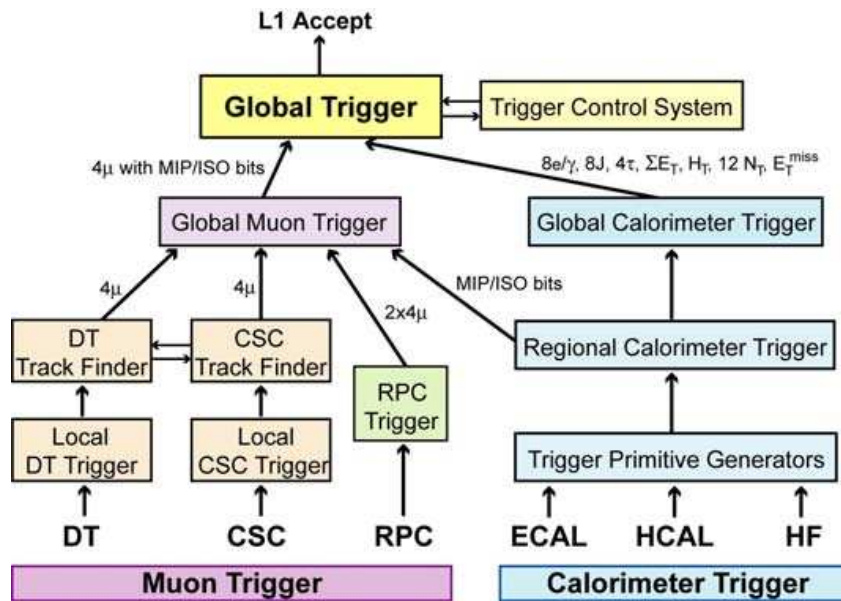 L1 Accept
Global Trigger
Trigger Control System
4μ with MIP/ISO bits
8e/γ, 8J, 4τ, ΣE_T, H_T, 12 N_T, E_T^miss
Global Muon Trigger
Global Calorimeter Trigger
4μ
4μ
2x4μ
MIP/ISO bits
DT
Track Finder
CSC
Track Finder
Regional Calorimeter Trigger
RPC
Trigger
Local
DT Trigger
Local
CSC Trigger
Trigger Primitive Generators
DT
CSC
RPC
ECAL
HCAL
HF
Muon Trigger
Calorimeter Trigger